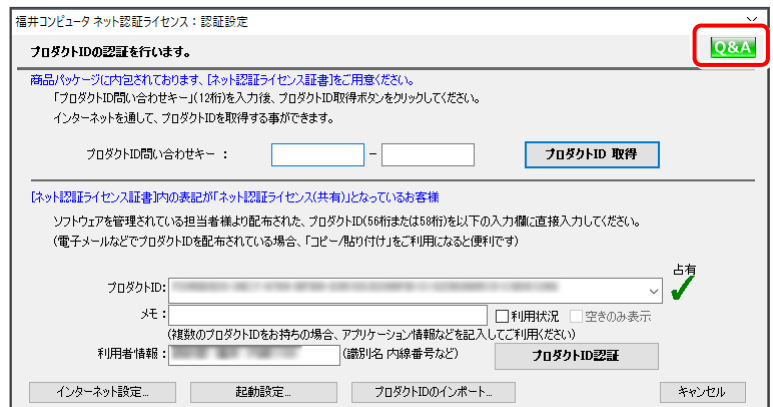 福井コンピュータ ネット認証ライセンス：認証設定
プロダクトIDの認証を行います。
Q&A
商品パッケージに内包されております、[ネット認証ライセンス証書]をご用意ください。
「プロダクトID問い合わせキー」(12桁)を入力後、プロダクトID取得ボタンをクリックしてください。
インターネットを通して、プロダクトIDを取得する事ができます。
プロダクトID問い合わせキー ：
－
プロダクトID 取得
[ネット認証ライセンス証書]内の表記が「ネット認証ライセンス(共有)」となっているお客様
ソフトウェアを管理されている担当者様より配布された、プロダクトID(56桁または58桁)を以下の入力欄に直接入力してください。
(電子メールなどでプロダクトIDを配布されている場合、「コピー/貼り付け」をご利用になると便利です)
占有
プロダクトID:
メモ：
利用状況
空きのみ表示
(複数のプロダクトIDをお持ちの場合、アプリケーション情報などを記入してご利用ください)
利用者情報：
(識別名 内線番号など)
プロダクトID認証
インターネット設定...
起動設定...
プロダクトIDのインポート...
キャンセル